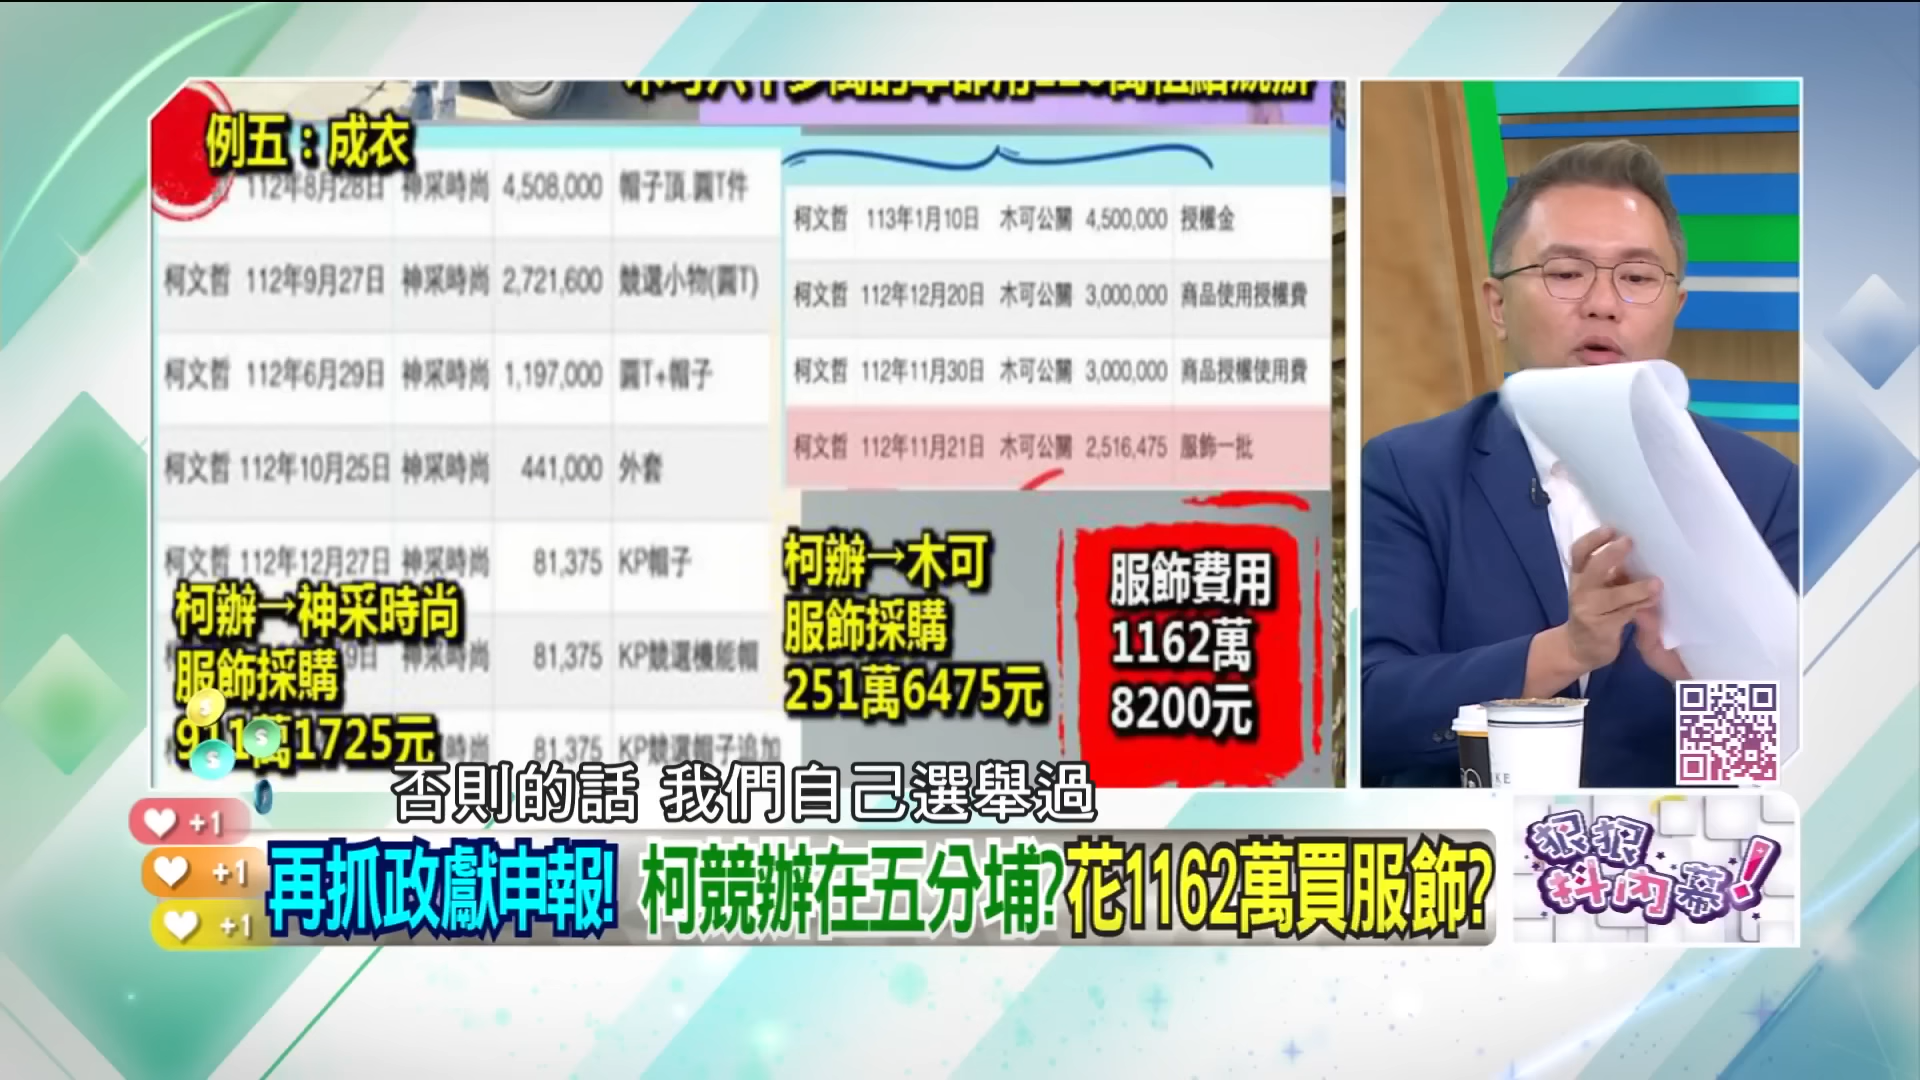 例五：成衣
112年8月28日 神采時尚 4,508,000 帽子頂.圓T件
柯文哲 112年9月27日 神采時尚 2,721,600 競選小物(圓T)
柯文哲 112年6月29日 神采時尚 1,197,000 圓T+帽子
柯文哲 112年10月25日 神采時尚 441,000 外套
柯文哲 112年12月27日 神采時尚 81,375 KP帽子
神采時尚 81,375 KP競選機能帽
時尚 81,375 KP競選帽子追加
柯辦→神采時尚
服飾採購
911萬1725元
柯文哲 113年1月10日 木可公關 4,500,000 授權金
柯文哲 112年12月20日 木可公關 3,000,000 商品使用授權費
柯文哲 112年11月30日 木可公關 3,000,000 商品授權使用費
柯文哲 112年11月21日 木可公關 2,516,475 服飾一批
柯辦→木可
服飾採購
251萬6475元
服飾費用
1162萬
8200元
否則的話 我們自己選舉過
+1
+1
+1
再抓政獻申報! 柯競辦在五分埔?花1162萬買服飾?
狠狠
抖內幕!